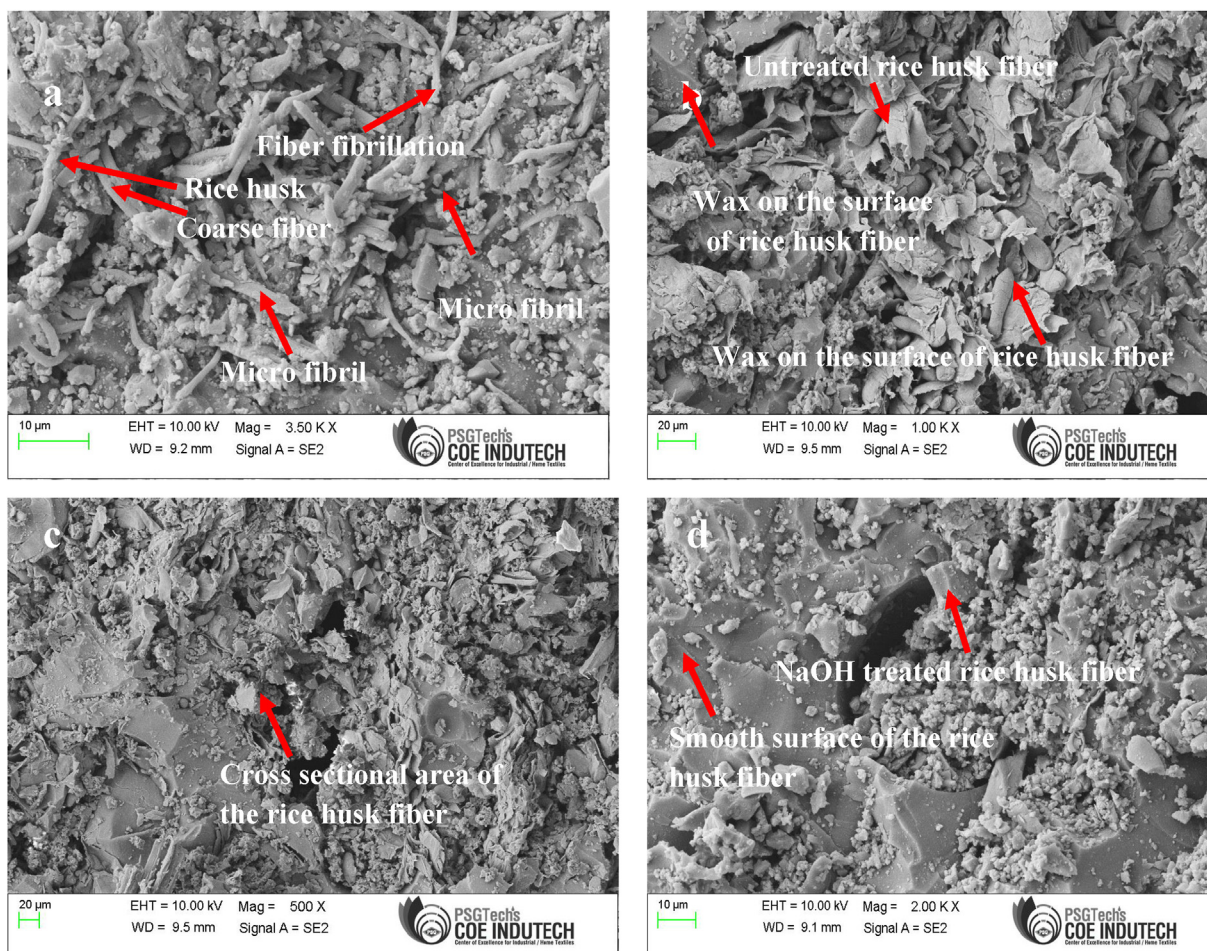 a
Fiber fibrillation
Rice husk
Coarse fiber
Micro fibril
Micro fibril
10 µm
EHT = 10.00 kV Mag = 3.50 K X
WD = 9.2 mm Signal A = SE2
PSGTech's
COE INDUTECH
Center of Excellence for Industrial / Home Textiles
Untreated rice husk fiber
b
Wax on the surface
of rice husk fiber
Wax on the surface of rice husk fiber
20 µm
EHT = 10.00 kV Mag = 1.00 K X
WD = 9.5 mm Signal A = SE2
PSGTech's
COE INDUTECH
Center of Excellence for Industrial / Home Textiles
c
Cross sectional area of
the rice husk fiber
20 µm
EHT = 10.00 kV Mag = 500 X
WD = 9.5 mm Signal A = SE2
PSGTech's
COE INDUTECH
Center of Excellence for Industrial / Home Textiles
d
NaOH treated rice husk fiber
Smooth surface of the rice
husk fiber
10 µm
EHT = 10.00 kV Mag = 2.00 K X
WD = 9.1 mm Signal A = SE2
PSGTech's
COE INDUTECH
Center of Excellence for Industrial / Home Textiles